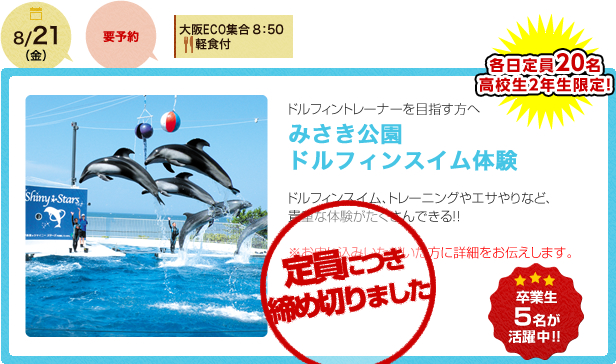 8/21
(金)
要予約
大阪ECO集合 8:50
軽食付
各日定員20名
高校生2年生限定!
ドルフィントレーナーを目指す方へ
みさき公園
ドルフィンスイム体験
ドルフィンスイム、トレーニングやエサやりなど、
貴重な体験がたくさんできる!!
※お申し込みいただいた方に詳細をお伝えします。
定員につき
締め切りました
卒業生
5名が
活躍中!!
Shiny Stars